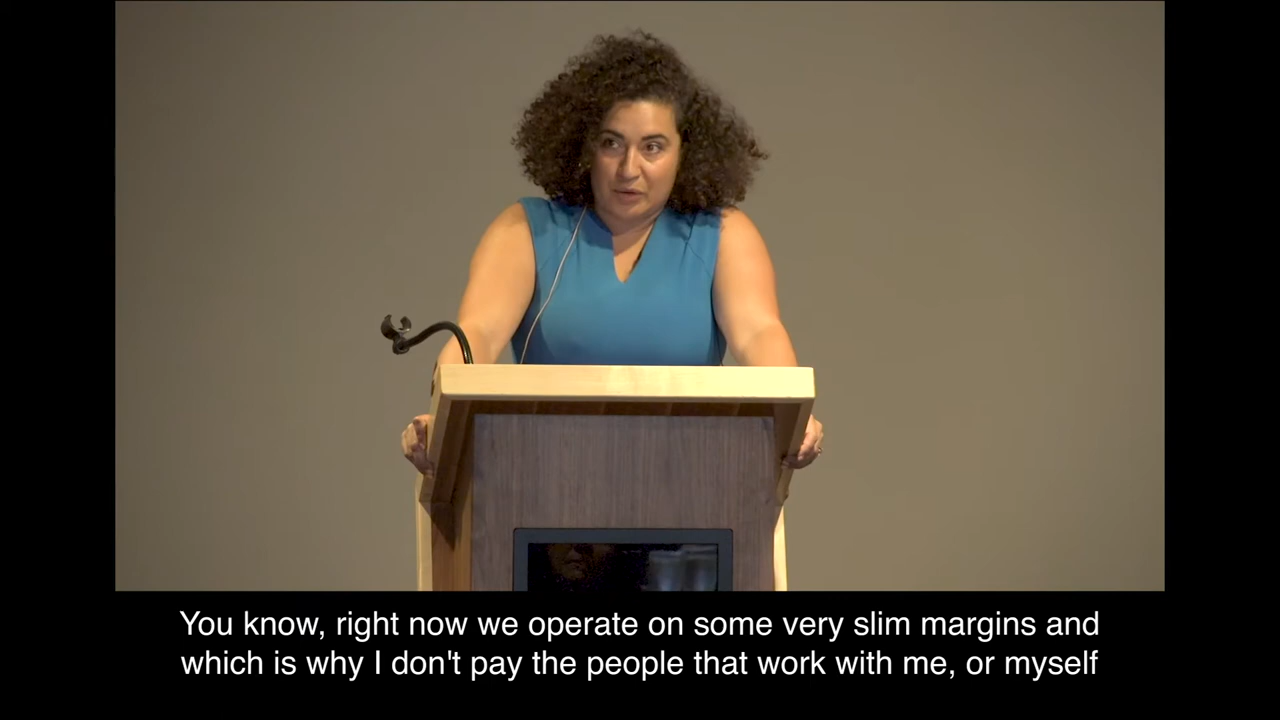 You know, right now we operate on some very slim margins and
which is why I don't pay the people that work with me, or myself